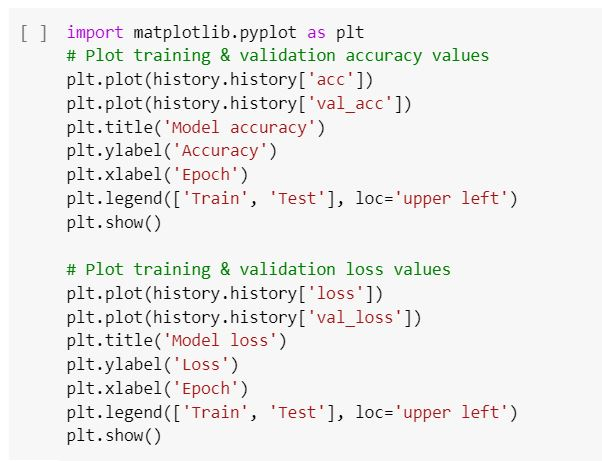 [ ] import matplotlib.pyplot as plt
# Plot training & validation accuracy values
plt.plot(history.history['acc'])
plt.plot(history.history['val_acc'])
plt.title('Model accuracy')
plt.ylabel('Accuracy')
plt.xlabel('Epoch')
plt.legend(['Train', 'Test'], loc='upper left')
plt.show()

# Plot training & validation loss values
plt.plot(history.history['loss'])
plt.plot(history.history['val_loss'])
plt.title('Model loss')
plt.ylabel('Loss')
plt.xlabel('Epoch')
plt.legend(['Train', 'Test'], loc='upper left')
plt.show()